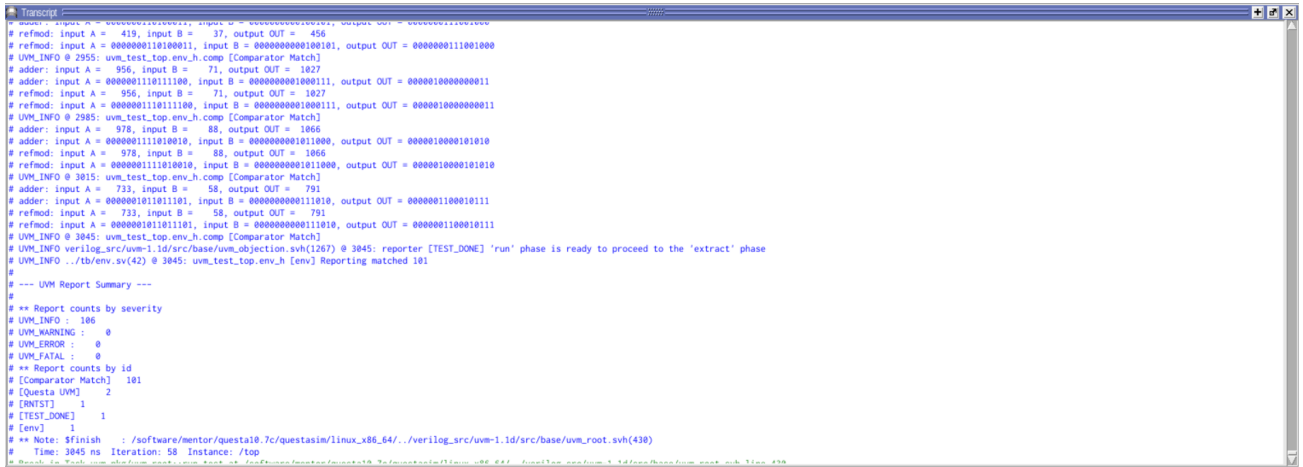 Transcript
# adder: input A = 0000000110100011, input B = 0000000000100101, output OUT = 0000000111001000
# refmod: input A =   419, input B =    37, output OUT =   456
# refmod: input A = 0000000110100011, input B = 0000000000100101, output OUT = 0000000111001000
# UVM_INFO @ 2955: uvm_test_top.env_h.comp [Comparator Match]
# adder: input A =   956, input B =    71, output OUT =  1027
# adder: input A = 0000001110111100, input B = 0000000001000111, output OUT = 0000010000000011
# refmod: input A =   956, input B =    71, output OUT =  1027
# refmod: input A = 0000001110111100, input B = 0000000001000111, output OUT = 0000010000000011
# UVM_INFO @ 2985: uvm_test_top.env_h.comp [Comparator Match]
# adder: input A =   978, input B =    88, output OUT =  1066
# adder: input A = 0000001111010010, input B = 0000000001011000, output OUT = 0000010000101010
# refmod: input A =   978, input B =    88, output OUT =  1066
# refmod: input A = 0000001111010010, input B = 0000000001011000, output OUT = 0000010000101010
# UVM_INFO @ 3015: uvm_test_top.env_h.comp [Comparator Match]
# adder: input A =   733, input B =    58, output OUT =   791
# adder: input A = 0000001011011101, input B = 0000000000111010, output OUT = 0000001100010111
# refmod: input A =   733, input B =    58, output OUT =   791
# refmod: input A = 0000001011011101, input B = 0000000000111010, output OUT = 0000001100010111
# UVM_INFO @ 3045: uvm_test_top.env_h.comp [Comparator Match]
# UVM_INFO verilog_src/uvm-1.1d/src/base/uvm_objection.svh(1267) @ 3045: reporter [TEST_DONE] 'run' phase is ready to proceed to the 'extract' phase
# UVM_INFO ../tb/env.sv(42) @ 3045: uvm_test_top.env_h [env] Reporting matched 101
#
# --- UVM Report Summary ---
#
# ** Report counts by severity
# UVM_INFO :  106
# UVM_WARNING :    0
# UVM_ERROR :    0
# UVM_FATAL :    0
# ** Report counts by id
# [Comparator Match]   101
# [Questa UVM]     2
# [RNTST]     1
# [TEST_DONE]     1
# [env]     1
# ** Note: $finish    : /software/mentor/questa10.7c/questasim/linux_x86_64/../verilog_src/uvm-1.1d/src/base/uvm_root.svh(430)
#    Time: 3045 ns  Iteration: 58  Instance: /top